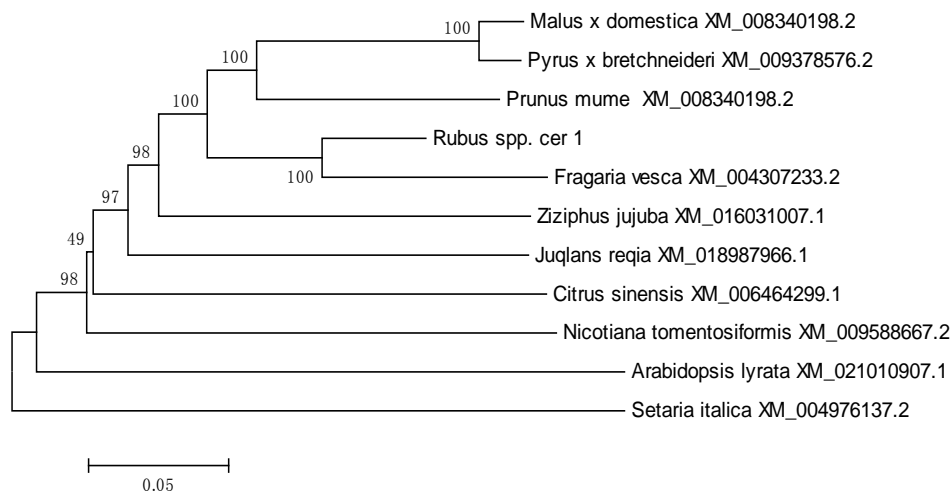 Malus x domestica XM_008340198.2
100
Pyrus x bretchneideri XM_009378576.2
100
Prunus mume XM_008340198.2
100
Rubus spp. cer 1
98
100
Fragaria vesca XM_004307233.2
97
Ziziphus jujuba XM_016031007.1
49
Juqlans reqia XM_018987966.1
98
Citrus sinensis XM_006464299.1
Nicotiana tomentosiformis XM_009588667.2
Arabidopsis lyrata XM_021010907.1
Setaria italica XM_004976137.2
0.05